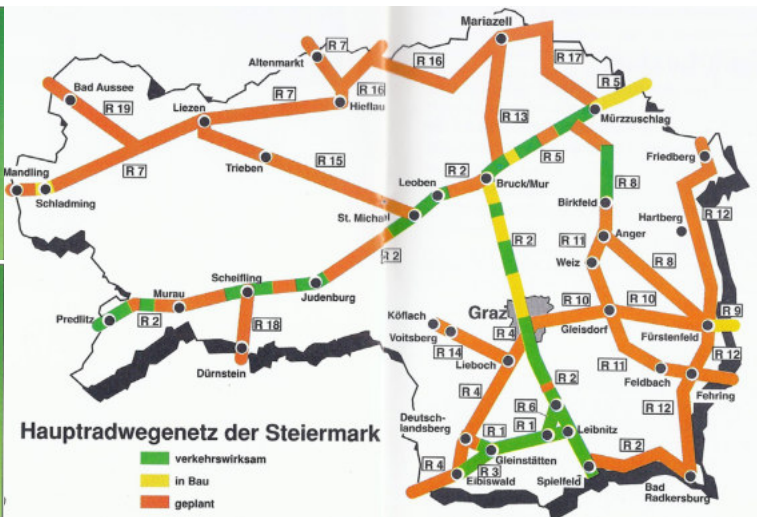 Mariazell
R 7
Altenmarkt
R 16
R 17
R 16
R 5
Bad Aussee
R 7
Hieflau
R 19
Liezen
R 13
Mürzzuschlag
R 5
Trieben
R 15
Friedberg
Mandling
R 7
R 2
Leoben
Bruck/Mur
R 8
Schladming
Birkfeld
R 12
St. Micha
Hartberg
Anger
R 2
R 11
R 2
Weiz
R 8
Scheifling
Murau
Judenburg
R 10
R 10
Predlitz
R 2
Köflach
Graz
R 9
R 4
Gleisdorf
Fürstenfeld
R 18
Voitsberg
R 14
R 12
Dürnstein
Lieboch
R 11
R 2
Feldbach
Fehring
R 4
R 6
R 12
Deutsch-
landsberg
R 1
R 1
Leibnitz
R 2
Hauptradwegenetz der Steiermark
Gleinstätten
R 4
R 3
verkehrswirksam
Eibiswald
Spielfeld
Bad
Radkersburg
in Bau
geplant